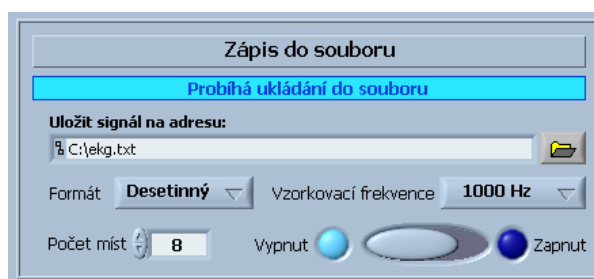 Zápis do souboru
Probíhá ukládání do souboru
Uložit signál na adresu:
C:\ekg.txt
Formát Desetinný Vzorkovací frekvence 1000 Hz
Počet míst 8 Vypnut Zapnut